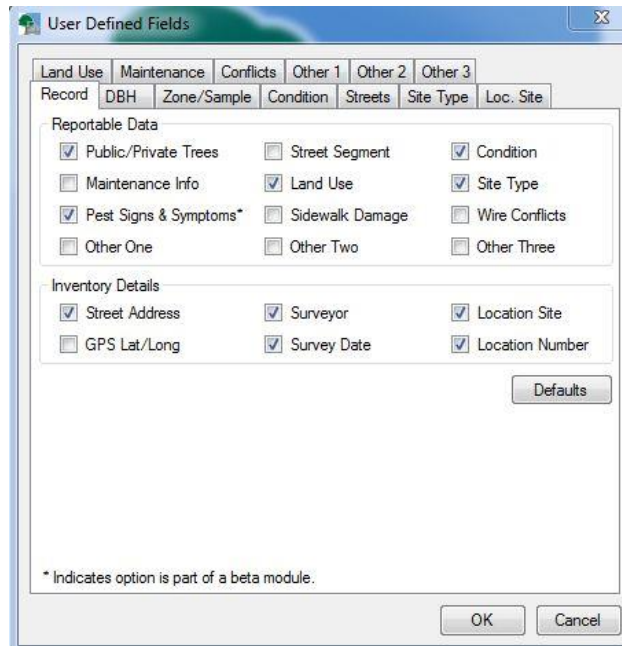 User Defined Fields
Land Use Maintenance Conflicts Other 1 Other 2 Other 3
Record DBH Zone/Sample Condition Streets Site Type Loc. Site
Reportable Data
Public/Private Trees Street Segment Condition
Maintenance Info Land Use Site Type
Pest Signs & Symptoms* Sidewalk Damage Wire Conflicts
Other One Other Two Other Three
Inventory Details
Street Address Surveyor Location Site
GPS Lat/Long Survey Date Location Number
Defaults
* Indicates option is part of a beta module.
OK Cancel